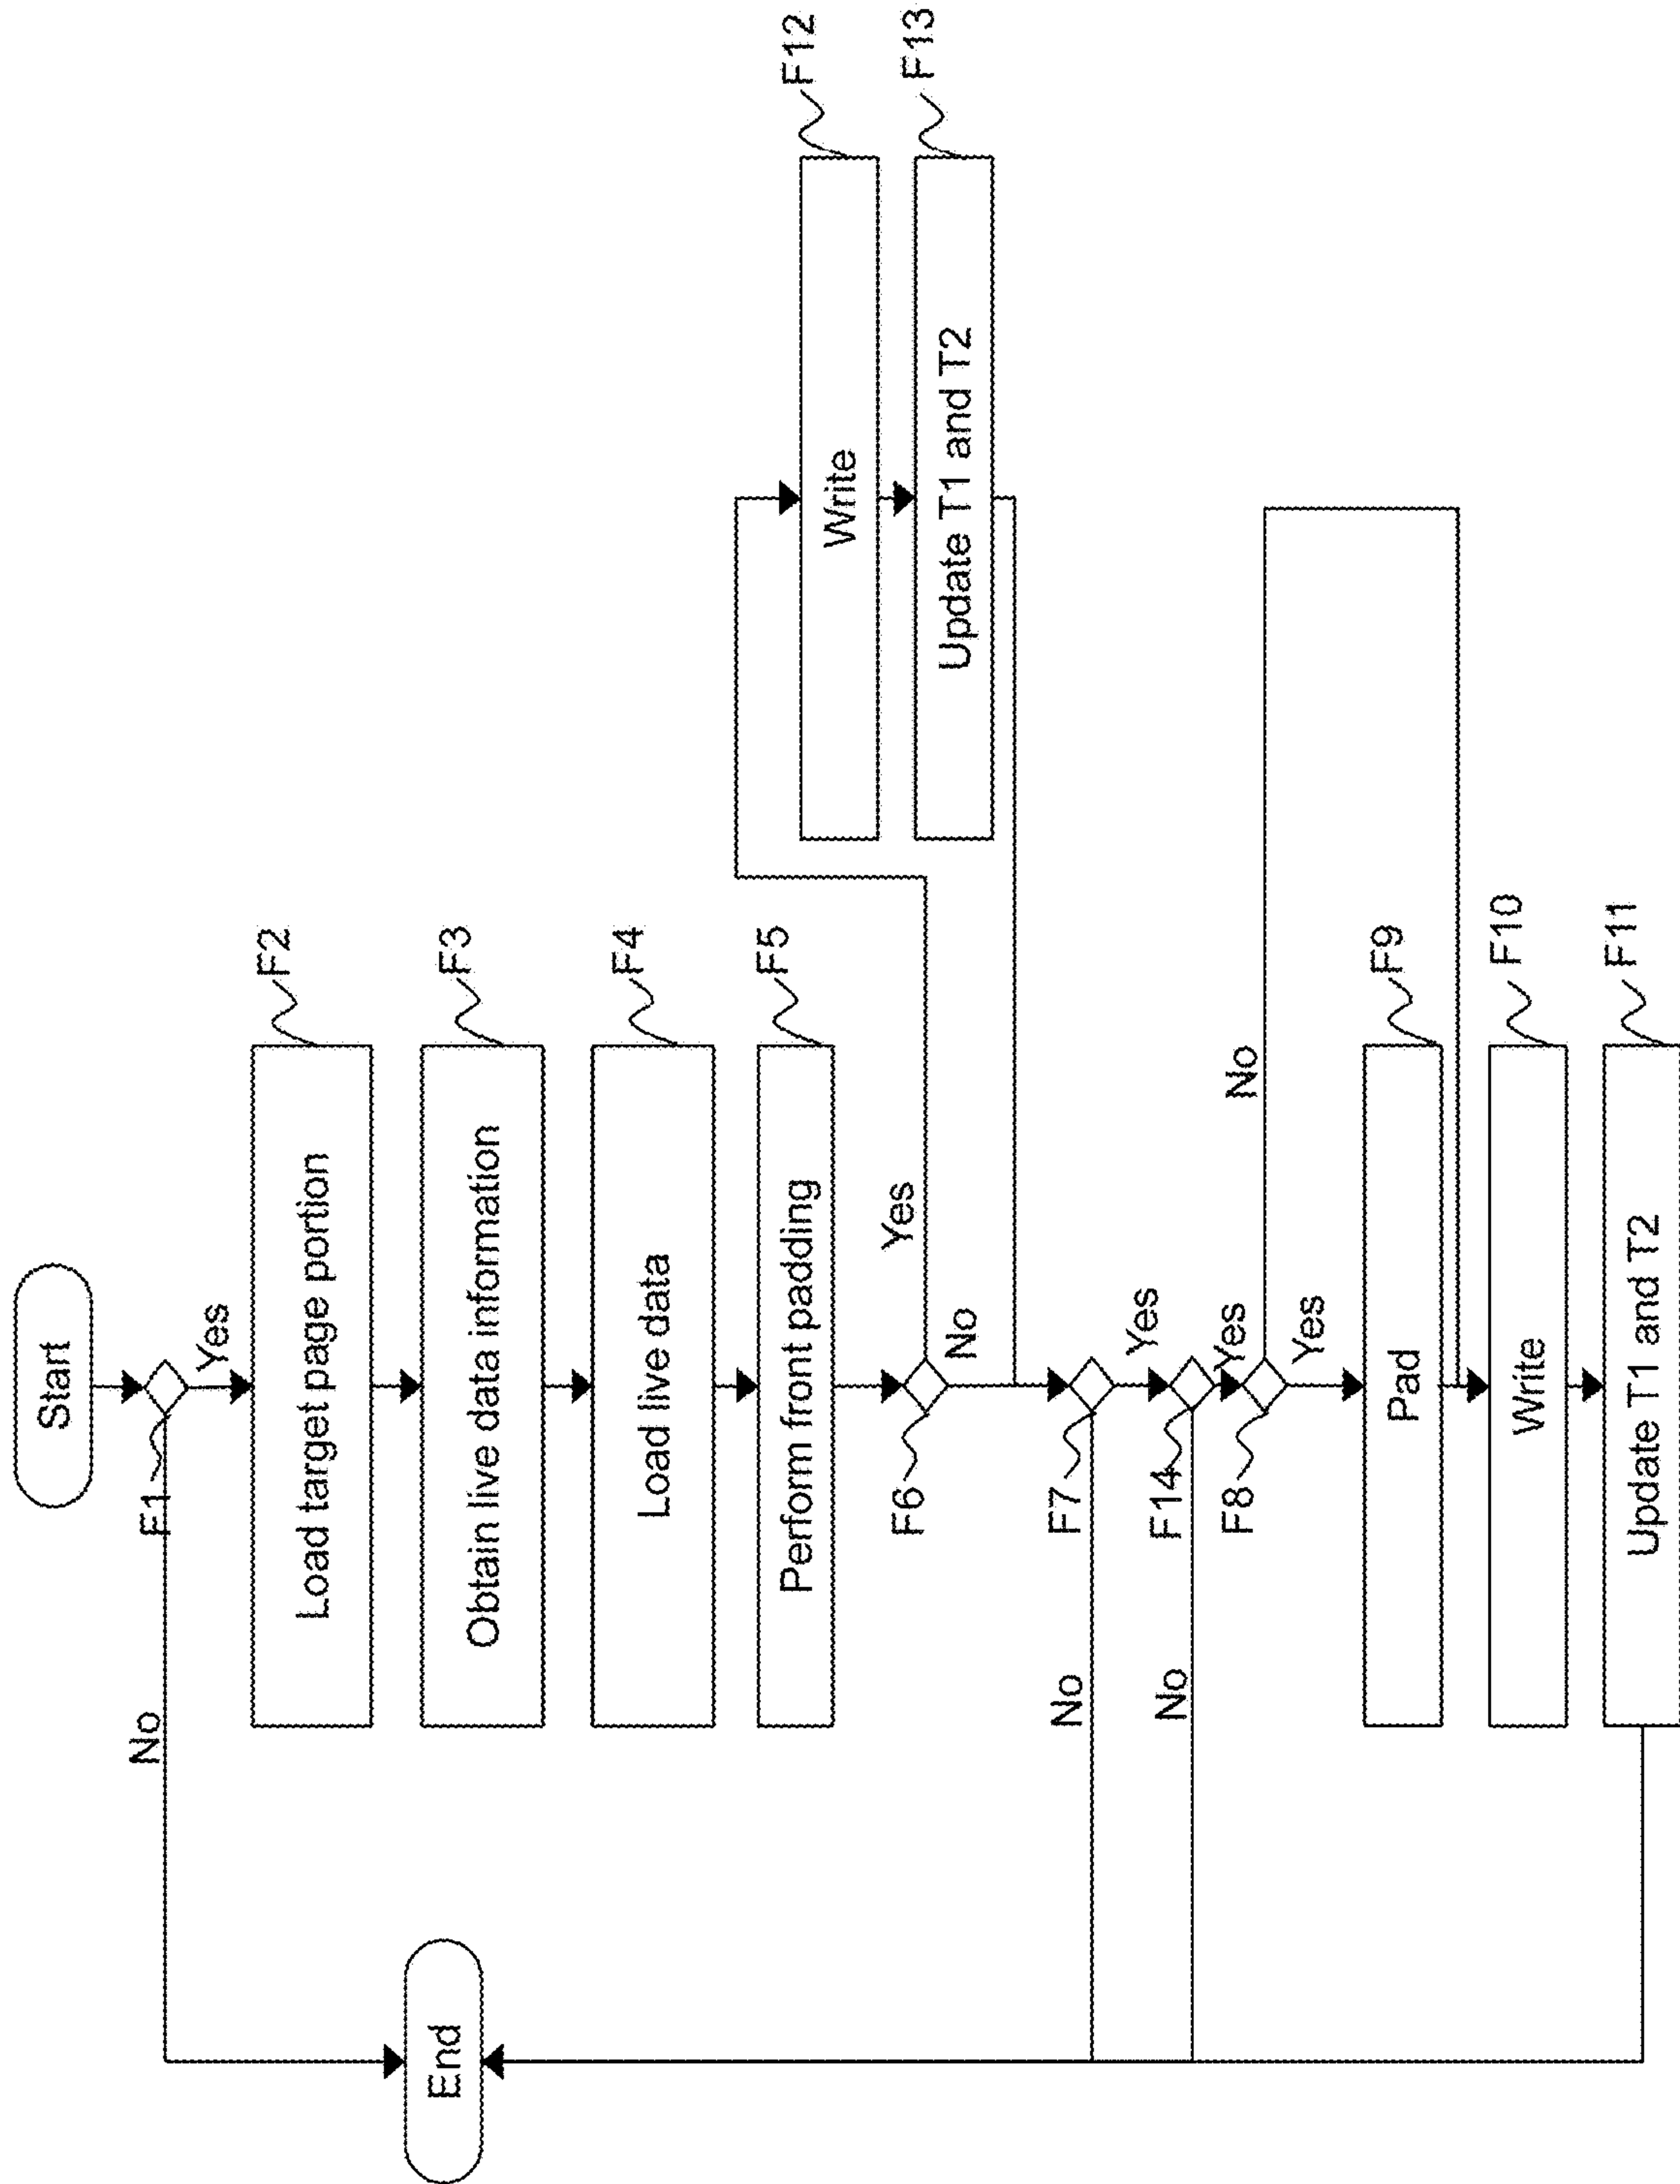 Start
F1
No
Yes
Load target page portion
F2
Obtain live data information
F3
Load live data
F4
Perform front padding
F5
F6
Yes
No
Write
F12
Update T1 and T2
F13
F7
No
Yes
F14
No
Yes
F8
No
Yes
Pad
F9
Write
F10
Update T1 and T2
F11
End